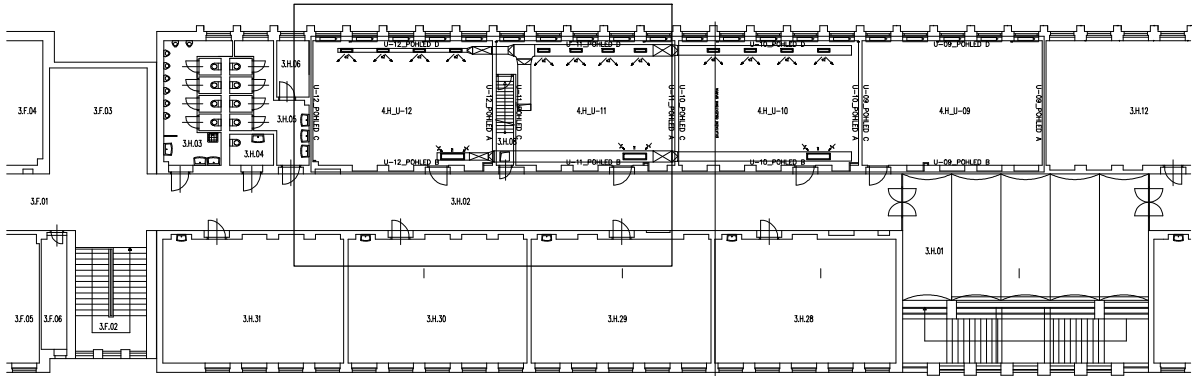 U-12_POHLED D
U-11_POHLED D
U-10_POHLED D
U-09_POHLED D
3.H.06
3.F.04
3.F.03
U-12_POHLED C
4.H_U-12
U-12_POHLED A
U-11_POHLED C
4.H_U-11
U-11_POHLED A
U-10_POHLED C
4.H_U-10
U-10_POHLED A
U-09_POHLED C
4.H_U-09
U-09_POHLED A
3.H.12
3.H.05
3.H.03
3.H.04
3.H.08
U-12_POHLED B
U-11_POHLED B
U-10_POHLED B
U-09_POHLED B
3.F.01
3.H.02
3.H.01
3.F.05
3.F.06
3.F.02
3.H.31
3.H.30
3.H.29
3.H.28